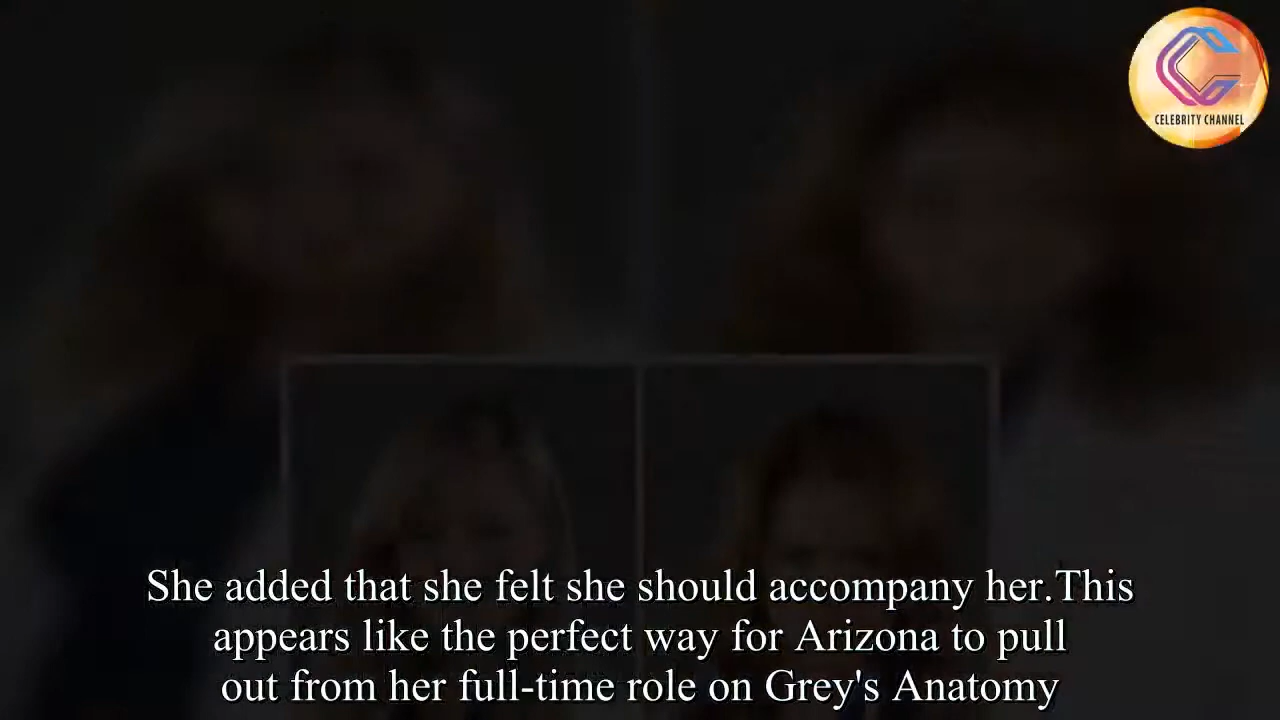 CELEBRITY CHANNEL
She added that she felt she should accompany her.This
appears like the perfect way for Arizona to pull
out from her full-time role on Grey's Anatomy